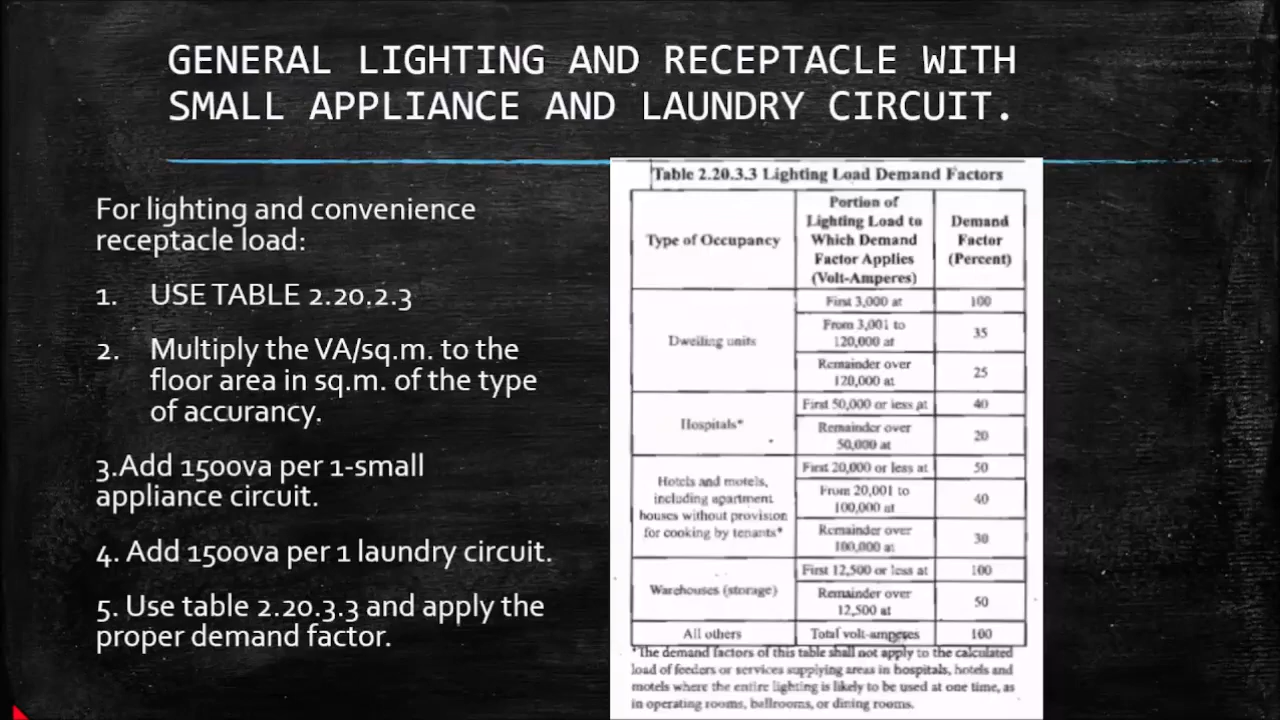 GENERAL LIGHTING AND RECEPTACLE WITH
SMALL APPLIANCE AND LAUNDRY CIRCUIT.
For lighting and convenience
receptacle load:
1. USE TABLE 2.20.2.3
2. Multiply the VA/sq.m. to the
floor area in sq.m. of the type
of accurancy.
3.Add 1500va per 1-small
appliance circuit.
4. Add 1500va per 1 laundry circuit.
5. Use table 2.20.3.3 and apply the
proper demand factor.
Table 2.20.3.3 Lighting Load Demand Factors
Type of Occupancy
Portion of
Lighting Load to
Which Demand
Factor Applies
(Volt-Amperes)
Demand
Factor
(Percent)
Dwelling units
First 3,000 at
100
From 3,001 to
120,000 at
35
Remainder over
120,000 at
25
Hospitals*
First 50,000 or less at
40
Remainder over
50,000 at
20
Hotels and motels,
including apartment
houses without provision
for cooking by tenants*
First 20,000 or less at
50
From 20,001 to
100,000 at
40
Remainder over
100,000 at
30
Warehouses (storage)
First 12,500 or less at
100
Remainder over
12,500 at
50
All others
Total volt-amperes
100
*The demand factors of this table shall not apply to the calculated
load of feeders or services supplying areas in hospitals, hotels and
motels where the entire lighting is likely to be used at one time, as
in operating rooms, ballrooms, or dining rooms.